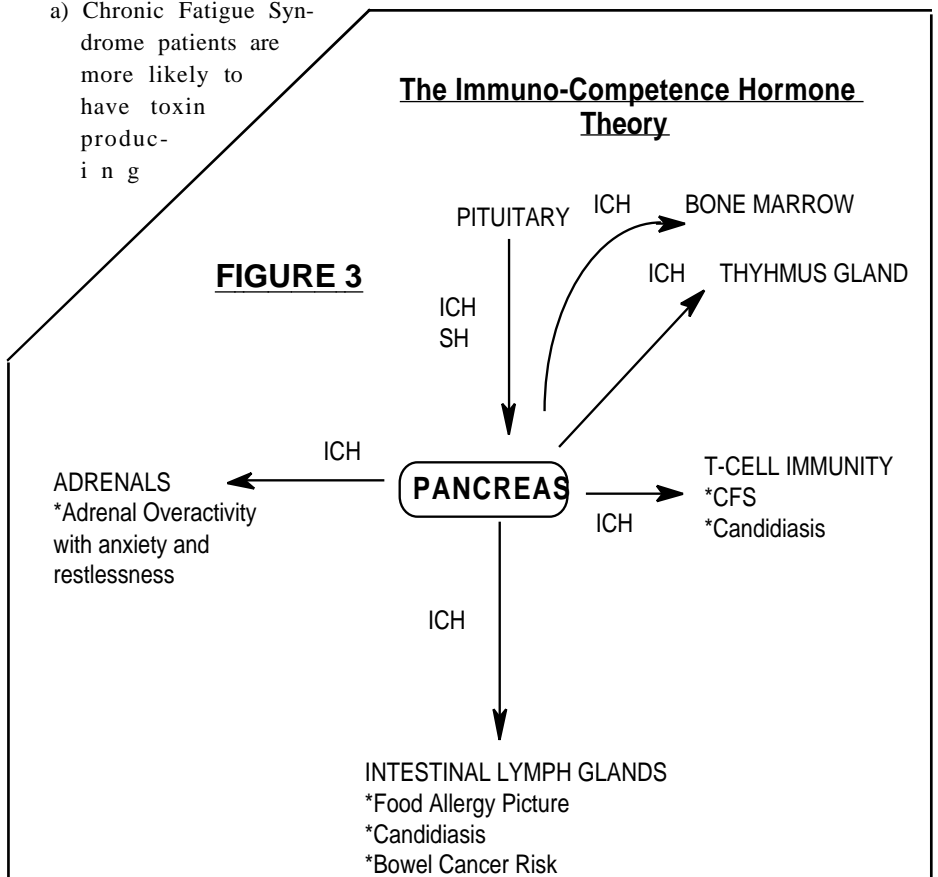 a) Chronic Fatigue Syn-
drome patients are
more likely to
have toxin
produc-
i n g
The Immuno-Competence Hormone
Theory
FIGURE 3
PITUITARY
ICH
BONE MARROW
ICH
THYHMUS GLAND
ICH
SH
ICH
ADRENALS
*Adrenal Overactivity
with anxiety and
restlessness
PANCREAS
ICH
T-CELL IMMUNITY
*CFS
*Candidiasis
ICH
INTESTINAL LYMPH GLANDS
*Food Allergy Picture
*Candidiasis
*Bowel Cancer Risk